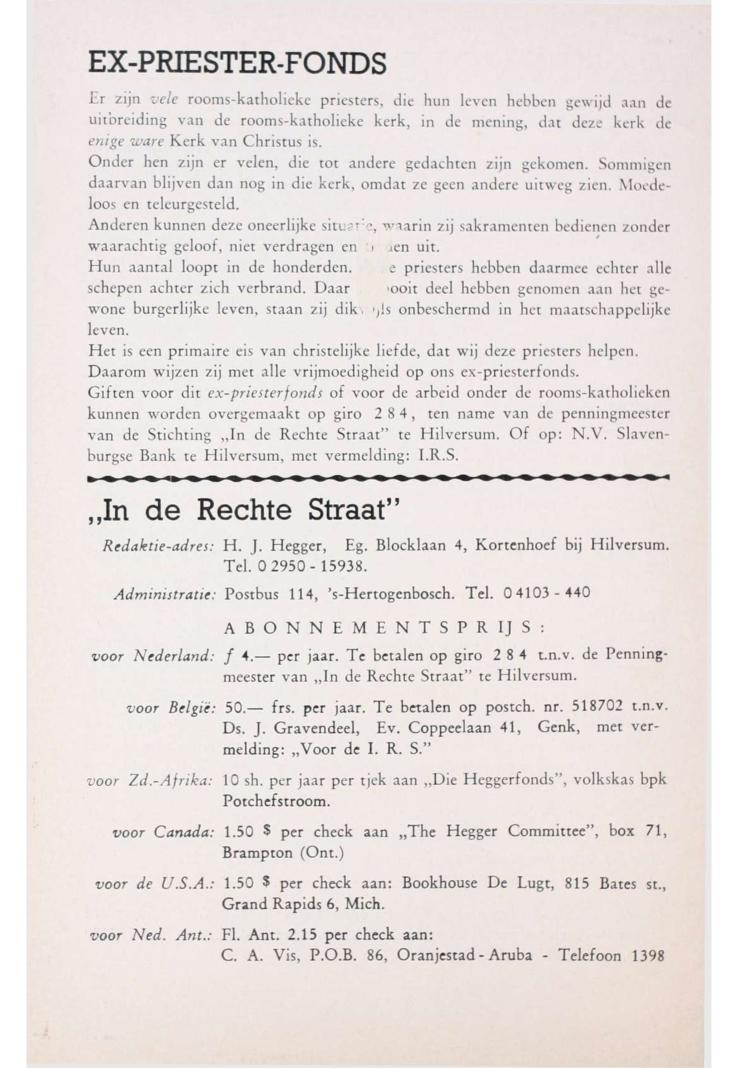 EX-PRIESTER-FONDS
Er zijn vele rooms-katholieke priesters, die hun leven hebben gewijd aan de
uitbreiding van de rooms-katholieke kerk, in de mening, dat deze kerk de
enige ware Kerk van Christus is.
Onder hen zijn er velen, die tot andere gedachten zijn gekomen. Sommigen
daarvan blijven dan nog in die kerk, omdat ze geen andere uitweg zien. Moede-
loos en teleurgesteld.
Anderen kunnen deze oneerlijke situatie, waarin zij sakramenten bedienen zonder
waarachtig geloof, niet verdragen en uit.
Hun aantal loopt in de honderden. priesters hebben daarmee echter alle
schepen achter zich verbrand. Daar deel hebben genomen aan het ge-
wone burgerlijke leven, staan zij dikwijls onbeschermd in het maatschappelijke
leven.
Het is een primaire eis van christelijke liefde, dat wij deze priesters helpen.
Daarom wijzen zij met alle vrijmoedigheid op ons ex-priesterfonds.
Giften voor dit ex-priesterfonds of voor de arbeid onder de rooms-katholieken
kunnen worden overgemaakt op giro 2 8 4, ten name van de penningmeester
van de Stichting „In de Rechte Straat” te Hilversum. Of op: N.V. Slaven-
burgse Bank te Hilversum, met vermelding: I.R.S.
„In de Rechte Straat”
Redaktie-adres: H. J. Hegger, Eg. Blocklaan 4, Kortenhoef bij Hilversum.
Tel. 0 2950 - 15938.
Administratie: Postbus 114, 's-Hertogenbosch. Tel. 0 4103 - 440
A B O N N E M E N T S P R IJ S :
voor Nederland: f 4.— per jaar. Te betalen op giro 2 8 4 t.n.v. de Penning-
meester van „In de Rechte Straat” te Hilversum.
voor België: 50.— frs. per jaar. Te betalen op postch. nr. 518702 t.n.v.
Ds. J. Gravendeel, Ev. Coppeelaan 41, Genk, met ver-
melding: „Voor de I. R. S.”
voor Zd.-Afrika: 10 sh. per jaar per tjek aan „Die Heggerfonds”, volkskas bpk
Potchefstroom.
voor Canada: 1.50 $ per check aan „The Hegger Committee”, box 71,
Brampton (Ont.)
voor de U.S.A.: 1.50 $ per check aan: Bookhouse De Lugt, 815 Bates st.,
Grand Rapids 6, Mich.
voor Ned. Ant.: Fl. Ant. 2.15 per check aan:
C. A. Vis, P.O.B. 86, Oranjestad - Aruba - Telefoon 1398